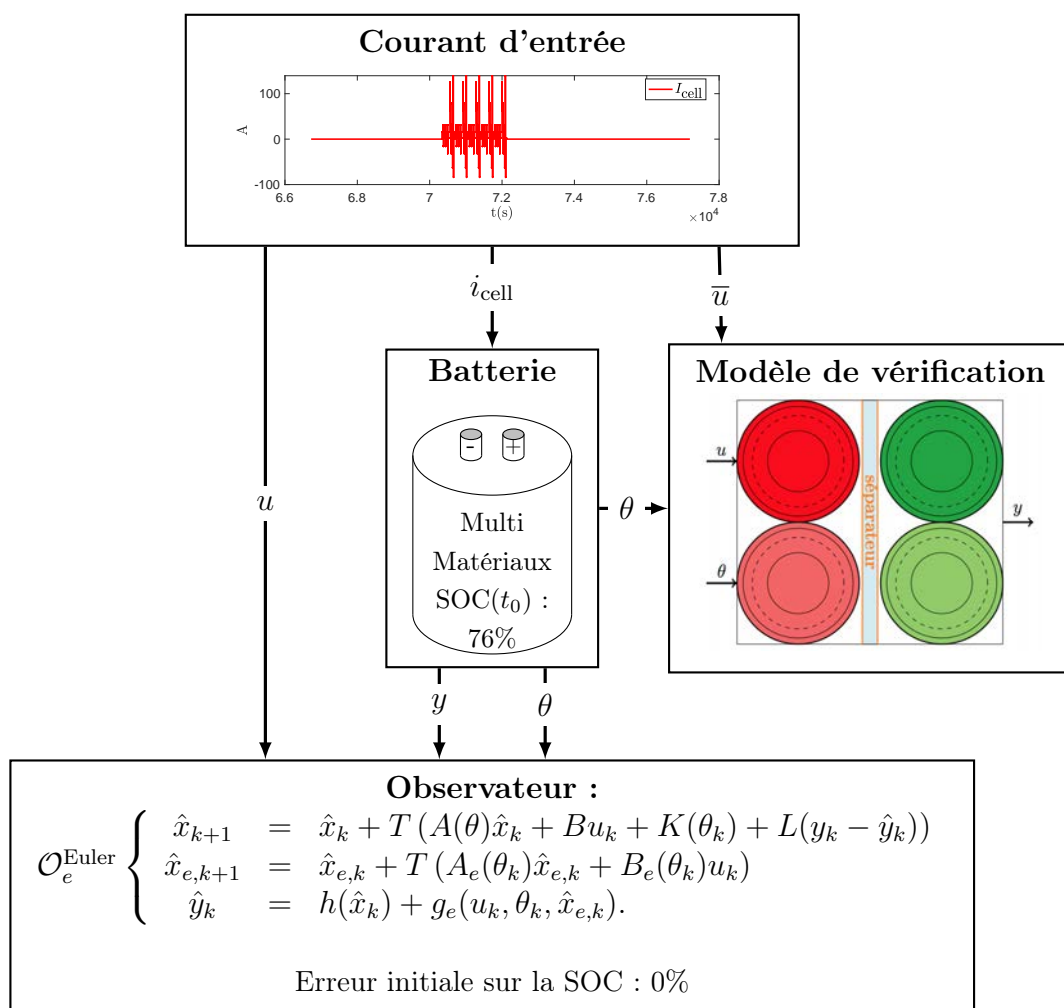 Courant d'entrée
I_cell
A
100
0
-100
6.6 6.8 7 7.2 7.4 7.6 7.8
t(s)
×10⁴
u
i_cell
u̅
Batterie
- +
Multi
Matériaux
SOC(t₀) :
76%
θ
Modèle de vérification
u
θ
séparateur
y
y
θ
Observateur :
x̂_{k+1} = x̂_k + T (A(θ)x̂_k + Bu_k + K(θ_k) + L(y_k − ŷ_k))
O_e^{Euler} { x̂_{e,k+1} = x̂_{e,k} + T (A_e(θ_k)x̂_{e,k} + B_e(θ_k)u_k)
ŷ_k = h(x̂_k) + g_e(u_k, θ_k, x̂_{e,k}).
Erreur initiale sur la SOC : 0%